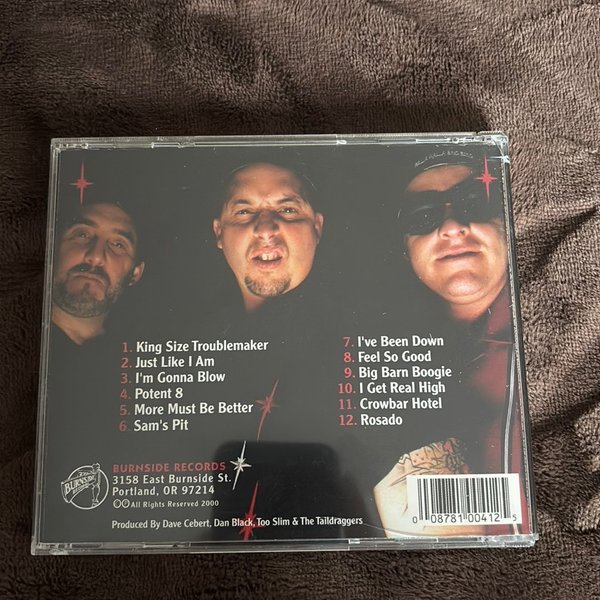 1. King Size Troublemaker
2. Just Like I Am
3. I'm Gonna Blow
4. Potent 8
5. More Must Be Better
6. Sam's Pit
7. I've Been Down
8. Feel So Good
9. Big Barn Boogie
10. I Get Real High
11. Crowbar Hotel
12. Rosado
BURNSIDE
BURNSIDE RECORDS
3158 East Burnside St.
Portland, OR 97214
℗© All Rights Reserved 2000
Produced By Dave Cebert, Dan Black, Too Slim & The Taildraggers
0 08781 00412 5